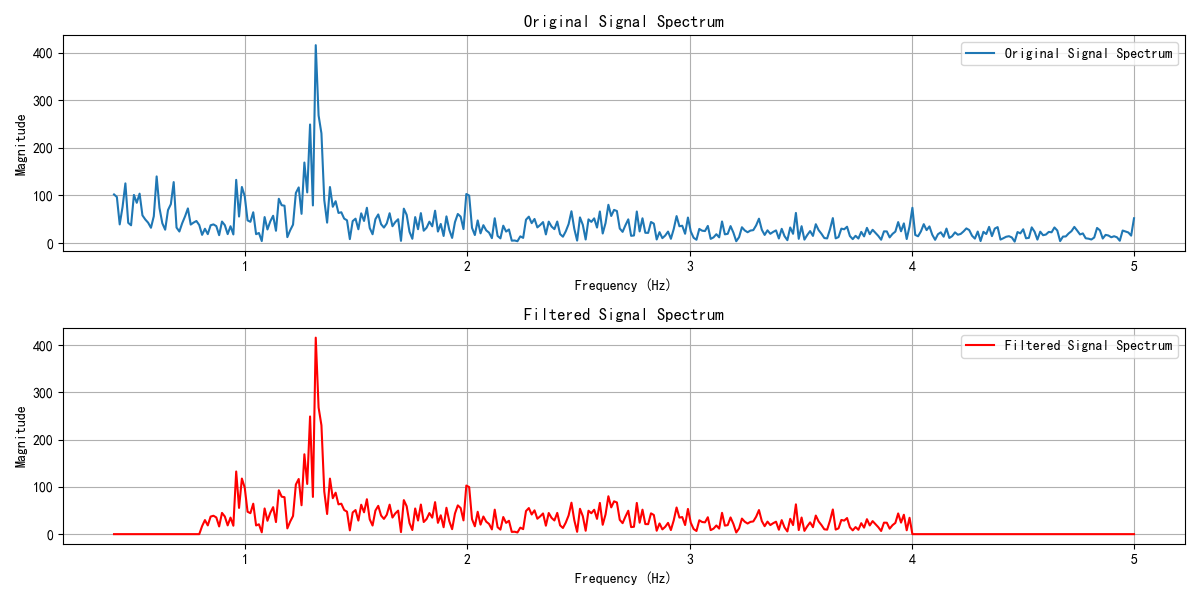 Original Signal Spectrum
400
300
200
100
0
Magnitude
Original Signal Spectrum
1 2 3 4 5
Frequency (Hz)
Filtered Signal Spectrum
400
300
200
100
0
Magnitude
Filtered Signal Spectrum
1 2 3 4 5
Frequency (Hz)